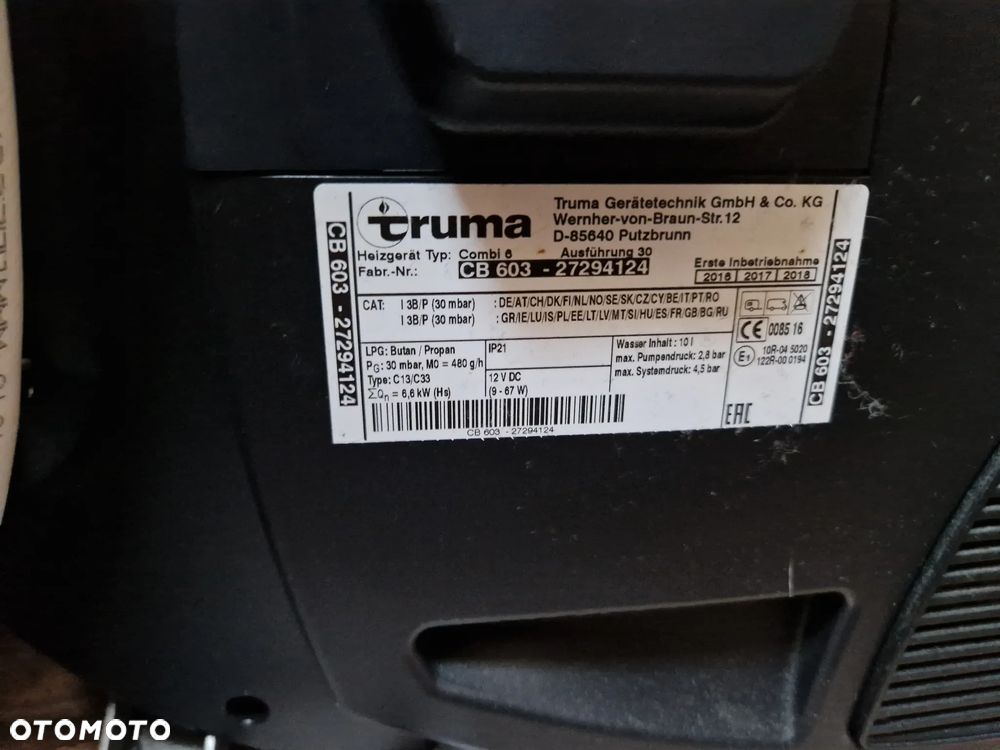 truma
Truma Gerätetechnik GmbH & Co. KG
Wernher-von-Braun-Str.12
D-85640 Putzbrunn
Heizgerät Typ: Combi 6 Ausführung 30
Fabr.-Nr.: CB 603 - 27294124
Erste Inbetriebnahme
2016 2017 2018
CB 603 - 27294124
CAT: I 3B/P (30 mbar) : DE/AT/CH/DK/FI/NL/NO/SE/SK/CZ/CY/BE/IT/PT/RO
I 3B/P (30 mbar) : GR/IE/LU/IS/PL/EE/LT/LV/MT/SI/HU/ES/FR/GB/BG/RU
LPG: Butan / Propan
PG: 30 mbar, M0 = 480 g/h
Type: C13/C33
ΣQn = 6,6 kW (Hs)
IP21
12 V DC
(9 - 67 W)
Wasser Inhalt : 10 l
max. Pumpendruck: 2,8 bar
max. Systemdruck: 4,5 bar
CE 0085 16
E1 10R-04 5020
122R-00 0194
EAC
CB 603 - 27294124
CB 603 - 27294124
OTOMOTO